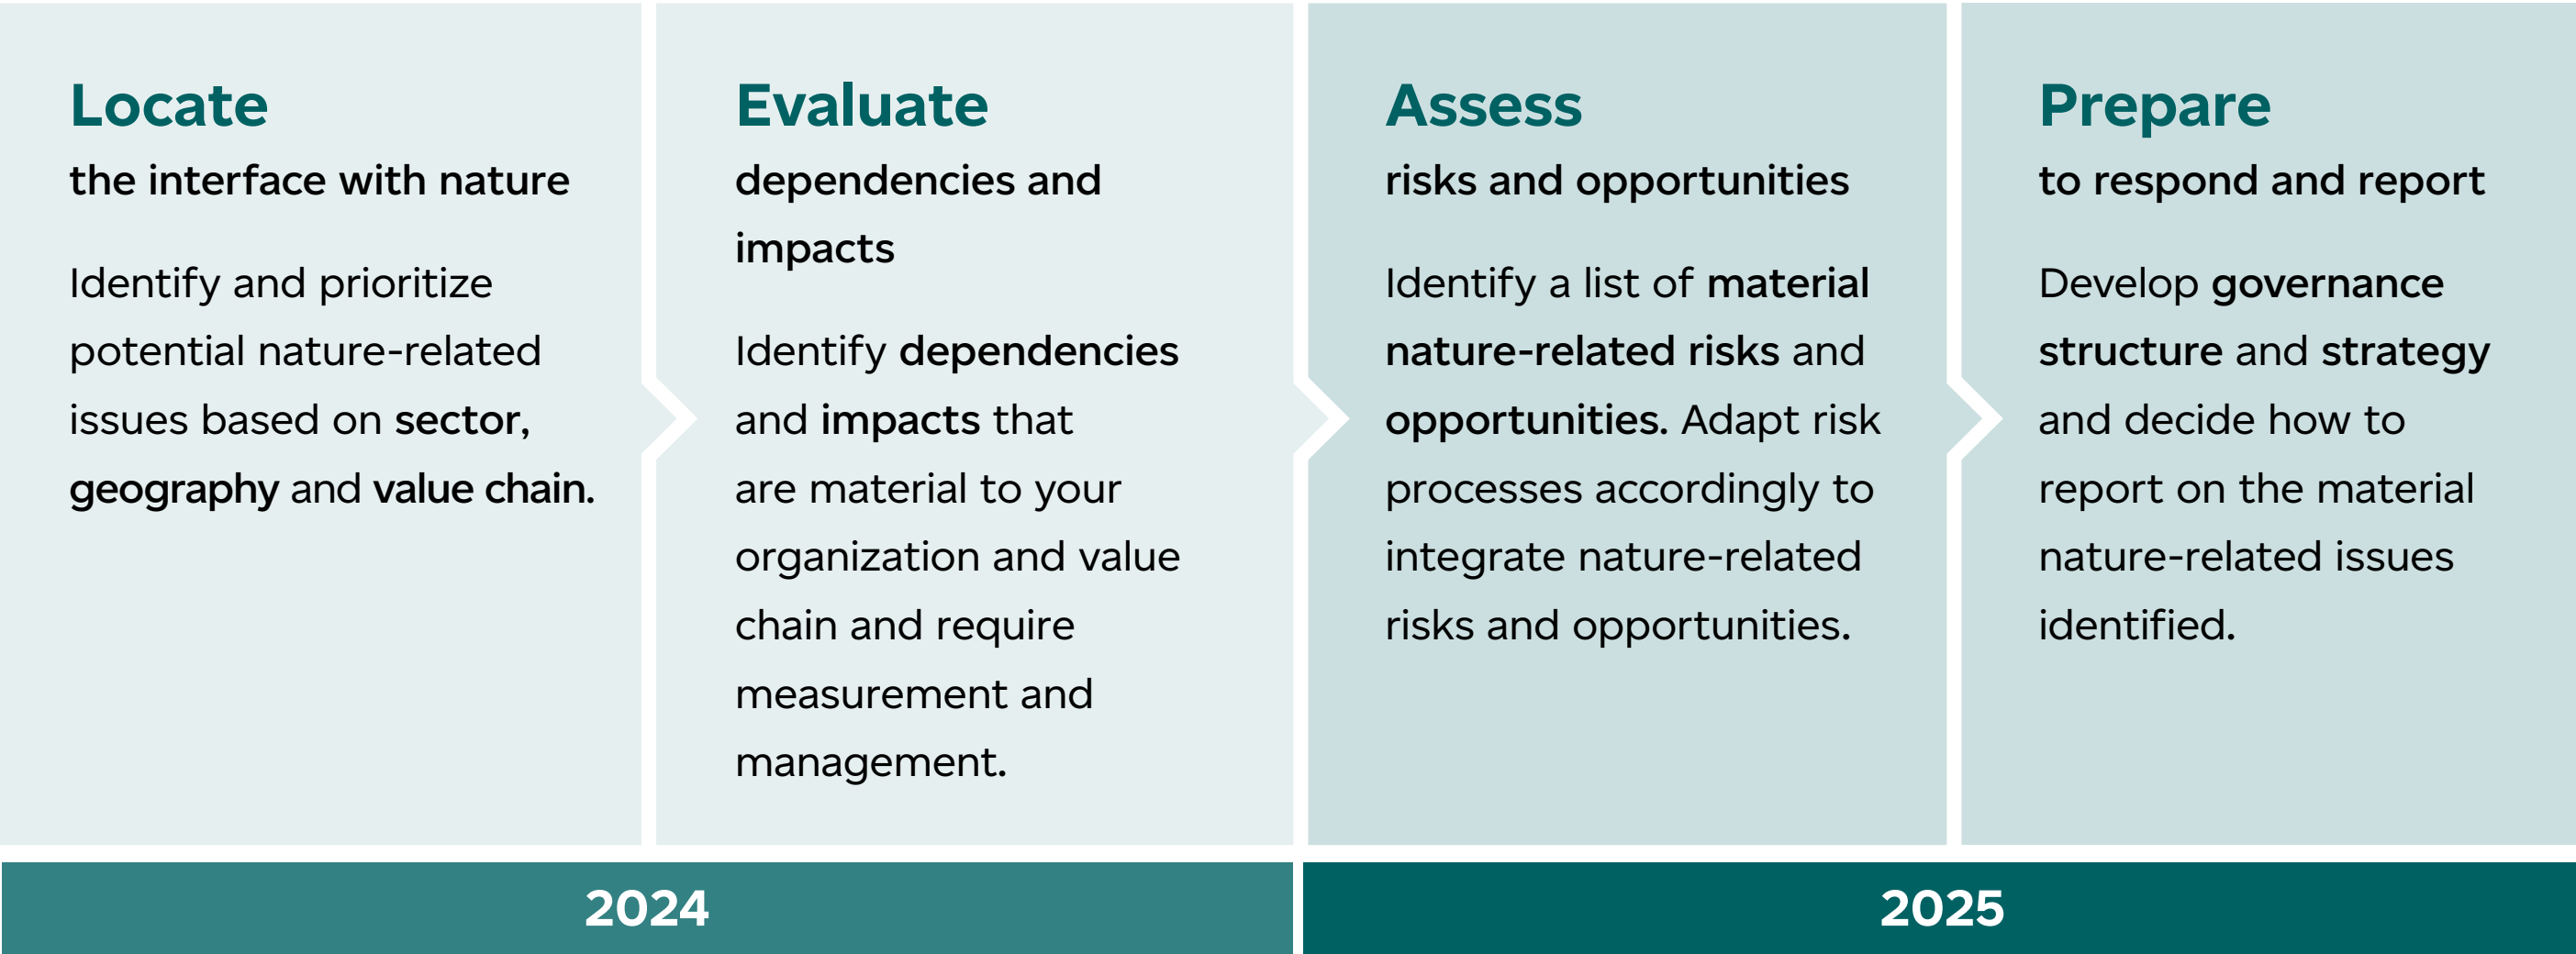 Locate
the interface with nature
Identify and prioritize
potential nature-related
issues based on sector,
geography and value chain.
Evaluate
dependencies and
impacts
Identify dependencies
and impacts that
are material to your
organization and value
chain and require
measurement and
management.
Assess
risks and opportunities
Identify a list of material
nature-related risks and
opportunities. Adapt risk
processes accordingly to
integrate nature-related
risks and opportunities.
Prepare
to respond and report
Develop governance
structure and strategy
and decide how to
report on the material
nature-related issues
identified.
2024
2025